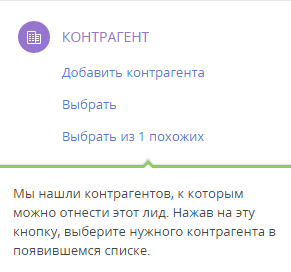 КОНТРАГЕНТ
Добавить контрагента
Выбрать
Выбрать из 1 похожих
Мы нашли контрагентов, к которым
можно отнести этот лид. Нажав на эту
кнопку, выберите нужного контрагента в
появившемся списке.